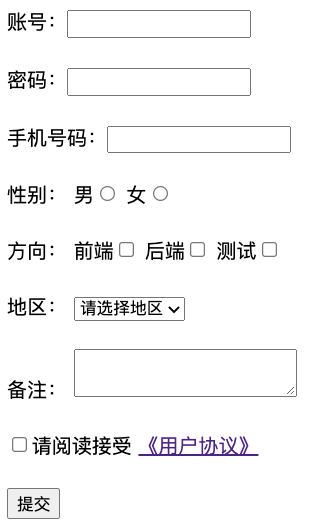 账号：
密码：
手机号码：
性别： 男 女
方向： 前端 后端 测试
地区： 请选择地区
备注：
请阅读接受 《用户协议》
提交